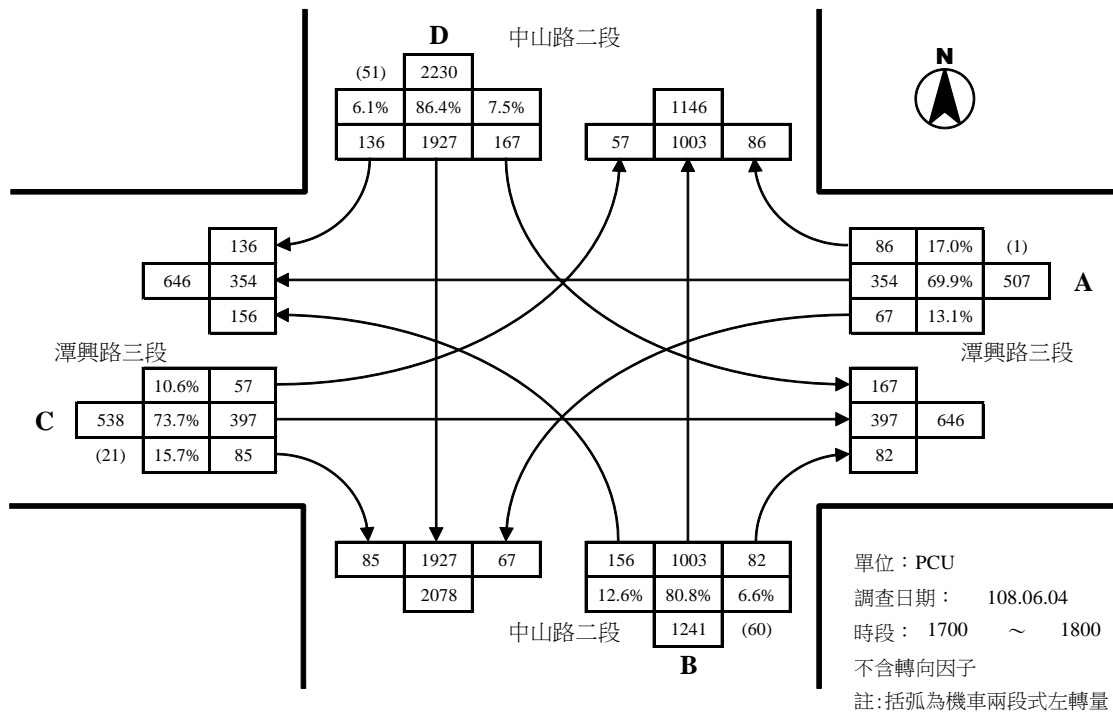 D 中山路二段
N
(51) 2230
6.1% 86.4% 7.5%
136 1927 167
1146
57 1003 86
136
646 354
156
86 17.0% (1)
354 69.9% 507 A
67 13.1%
潭興路三段
潭興路三段
10.6% 57
C 538 73.7% 397
(21) 15.7% 85
167
397 646
82
85 1927 67
2078
156 1003 82
12.6% 80.8% 6.6%
1241 (60)
中山路二段
B
單位：PCU
調查日期： 108.06.04
時段： 1700 ～ 1800
不含轉向因子
註:括弧為機車兩段式左轉量